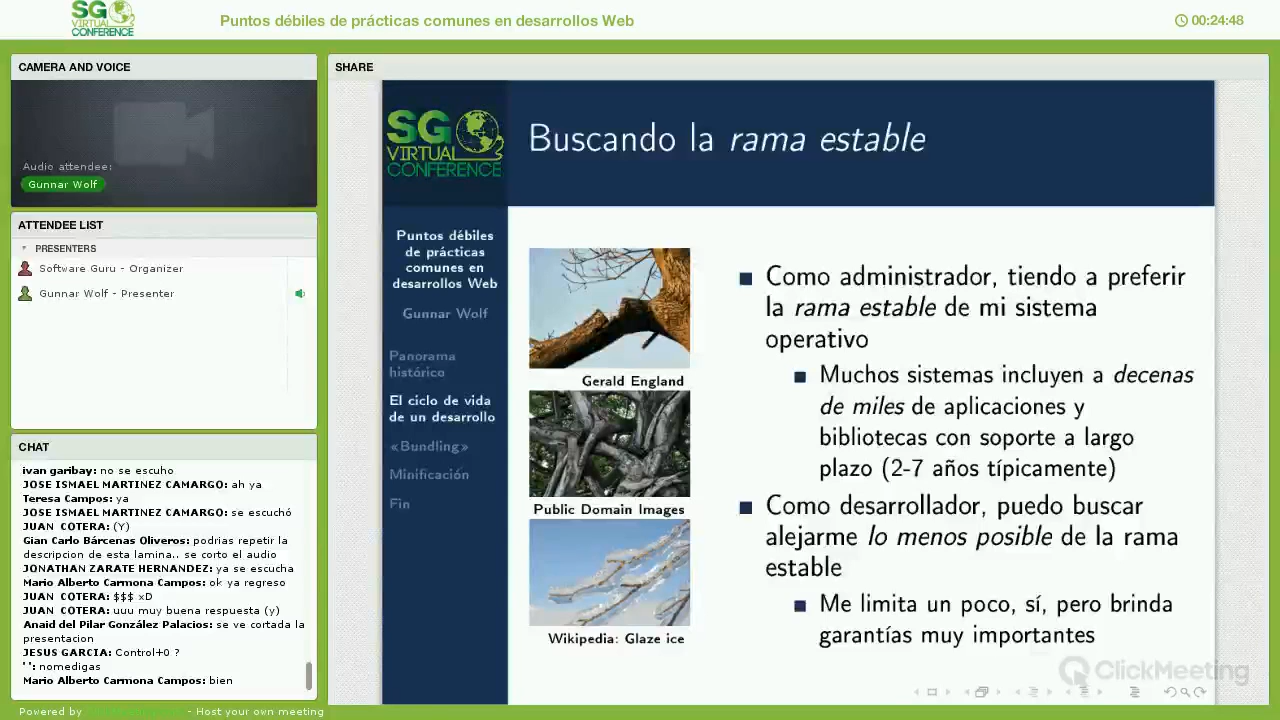 SG
VIRTUAL
CONFERENCE
Puntos débiles de prácticas comunes en desarrollos Web
00:24:48
CAMERA AND VOICE
Audio attendee:
Gunnar Wolf
ATTENDEE LIST
PRESENTERS
Software Guru - Organizer
Gunnar Wolf - Presenter
CHAT
ivan garibay: no se escuho
JOSE ISMAEL MARTINEZ CAMARGO: ah ya
Teresa Campos: ya
JOSE ISMAEL MARTINEZ CAMARGO: se escuchó
JUAN COTERA: (Y)
Gian Carlo Bárcenas Oliveros: podrias repetir la
descripcion de esta lamina.. se corto el audio
JONATHAN ZARATE HERNANDEZ: ya se escucha
Mario Alberto Carmona Campos: ok ya regreso
JUAN COTERA: $$$ xD
JUAN COTERA: uuu muy buena respuesta (y)
Anaid del Pilar González Palacios: se ve cortada la
presentacion
JESUS GARCIA: Control+0 ?
' ': nomedigas
Mario Alberto Carmona Campos: bien
Powered by
- Host your own meeting
SHARE
SG
VIRTUAL
CONFERENCE
Buscando la rama estable
Puntos débiles
de prácticas
comunes en
desarrollos Web
Gunnar Wolf
Panorama
histórico
El ciclo de vida
de un desarrollo
«Bundling»
Minificación
Fin
Gerald England
Public Domain Images
Wikipedia: Glaze ice
Como administrador, tiendo a preferir
la rama estable de mi sistema
operativo
Muchos sistemas incluyen a decenas
de miles de aplicaciones y
bibliotecas con soporte a largo
plazo (2-7 años típicamente)
Como desarrollador, puedo buscar
alejarme lo menos posible de la rama
estable
Me limita un poco, sí, pero brinda
garantías muy importantes
ClickMeeting